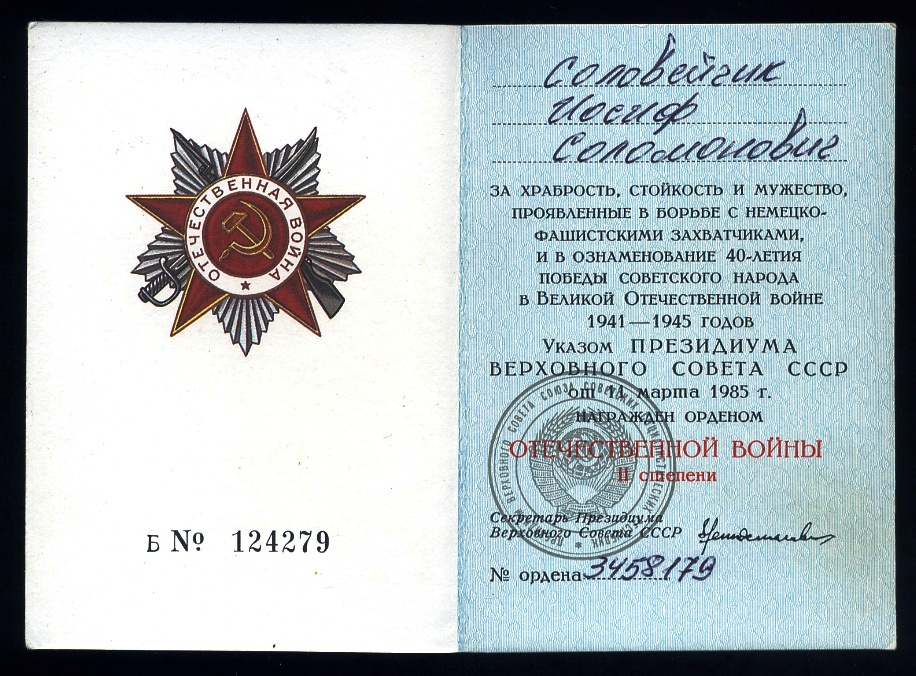 ОТЕЧЕСТВЕННАЯ ВОЙНА
Б № 124279
Соловейчик
Иосиф
Соломонович
ЗА ХРАБРОСТЬ, СТОЙКОСТЬ И МУЖЕСТВО,
ПРОЯВЛЕННЫЕ В БОРЬБЕ С НЕМЕЦКО-
ФАШИСТСКИМИ ЗАХВАТЧИКАМИ,
И В ОЗНАМЕНОВАНИЕ 40-ЛЕТИЯ
ПОБЕДЫ СОВЕТСКОГО НАРОДА
В ВЕЛИКОЙ ОТЕЧЕСТВЕННОЙ ВОЙНЕ
1941—1945 ГОДОВ
УКАЗОМ ПРЕЗИДИУМА
ВЕРХОВНОГО СОВЕТА СССР
от 11 марта 1985 г.
НАГРАЖДЕН ОРДЕНОМ
ОТЕЧЕСТВЕННОЙ ВОЙНЫ
II степени
Секретарь Президиума
Верховного Совета СССР
№ ордена 3458179